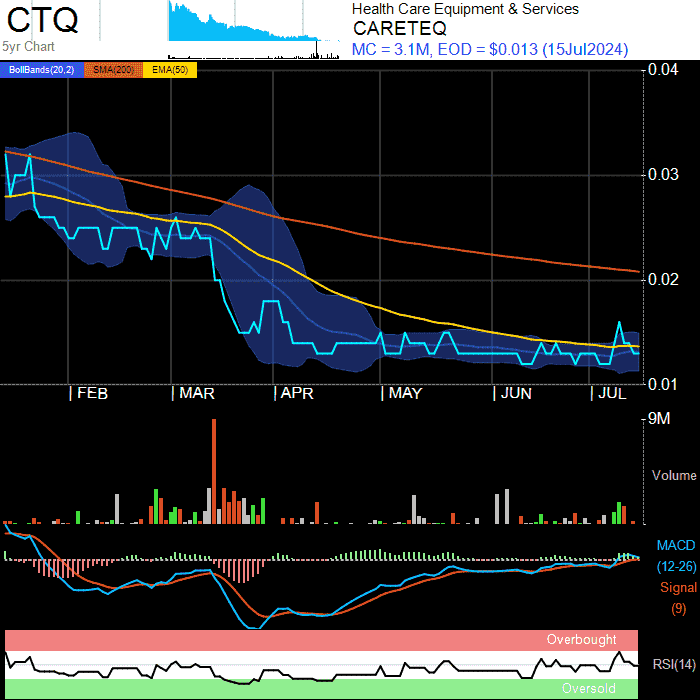 CTQ
5yr Chart
Health Care Equipment & Services
CARETEQ
MC = 3.1M, EOD = $0.013 (15Jul2024)
BollBands(20,2) SMA(200) EMA(50)
0.04
0.03
0.02
0.01
FEB MAR APR MAY JUN JUL
9M
Volume
MACD
(12-26)
Signal
(9)
Overbought
RSI(14)
Oversold